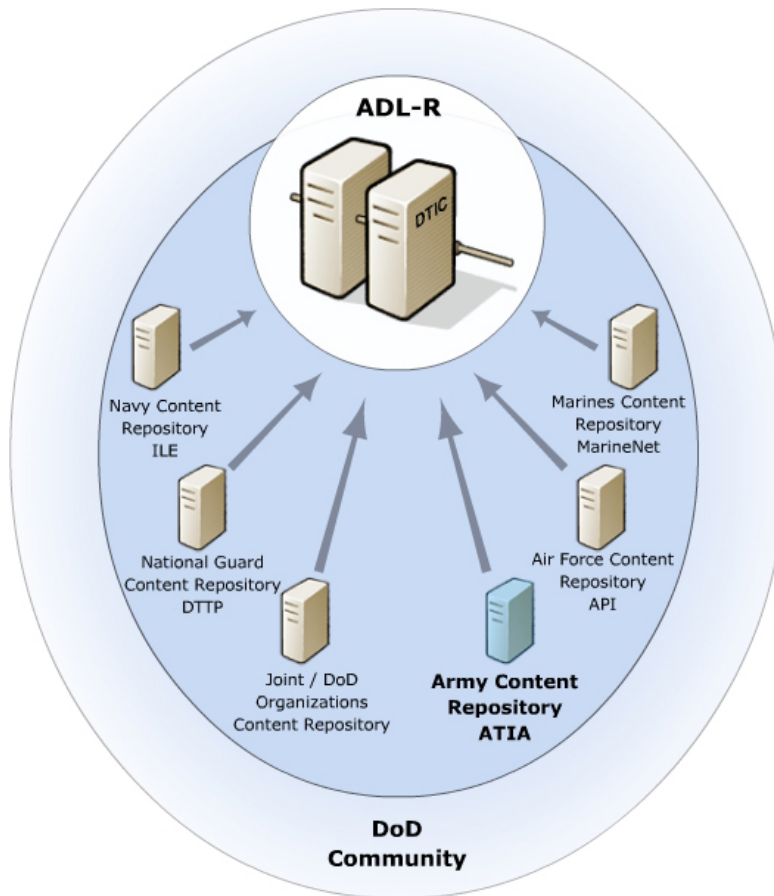 ADL-R
DTIC
Navy Content
Repository
ILE
Marines Content
Repository
MarineNet
National Guard
Content Repository
DTTP
Air Force Content
Repository
API
Joint / DoD
Organizations
Content Repository
Army Content
Repository
ATIA
DoD
Community